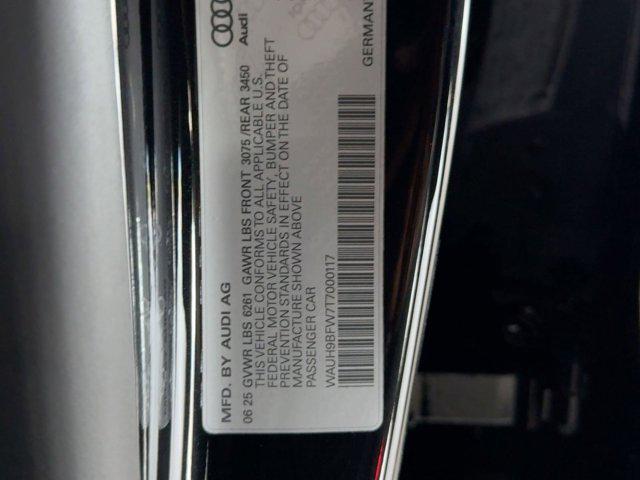 Audi
MFD. BY AUDI AG
GERMANY
06 25 GVWR LBS 6261 GAWR LBS FRONT 3075 /REAR 3450
THIS VEHICLE CONFORMS TO ALL APPLICABLE U.S.
FEDERAL MOTOR VEHICLE SAFETY, BUMPER AND THEFT
PREVENTION STANDARDS IN EFFECT ON THE DATE OF
MANUFACTURE SHOWN ABOVE
PASSENGER CAR
WAUH9BFW7T7000117